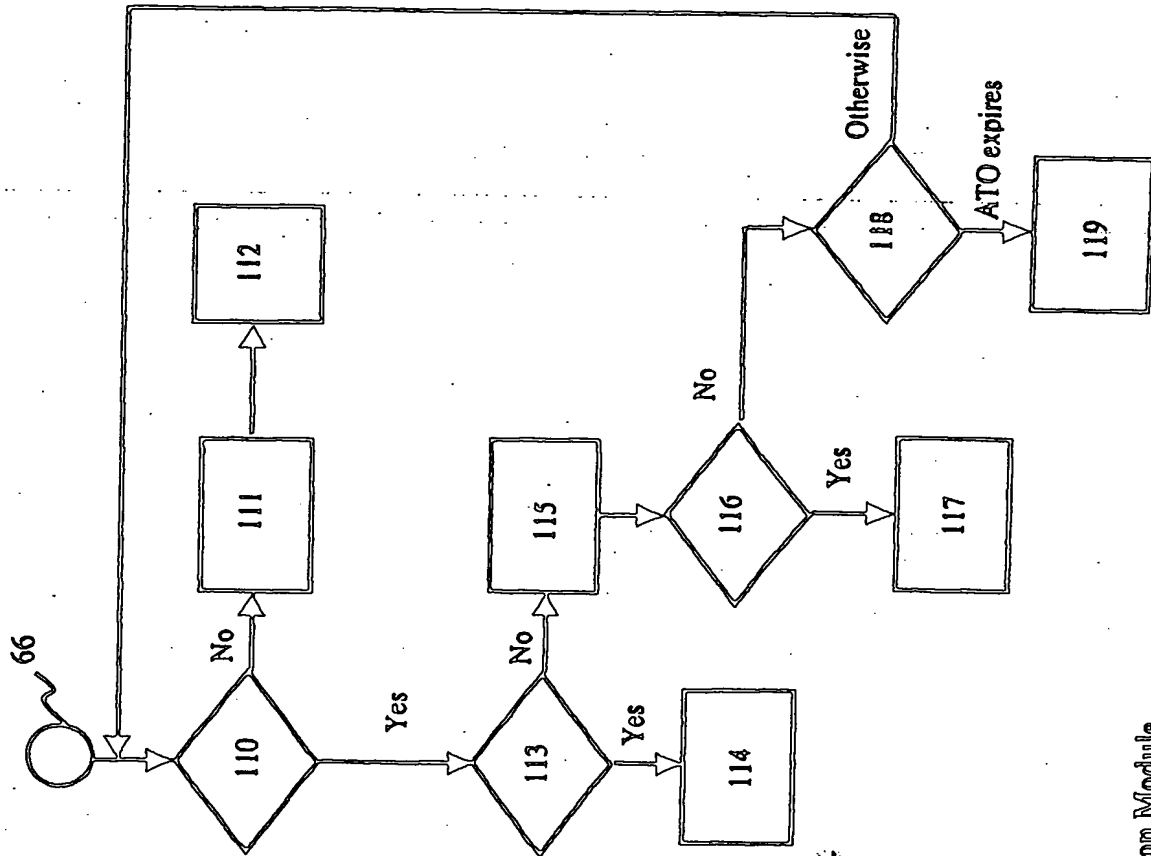 66
110
No
111
112
Yes
113
No
115
Yes
114
116
No
Yes
117
118
Otherwise
ATO expires
119
Module